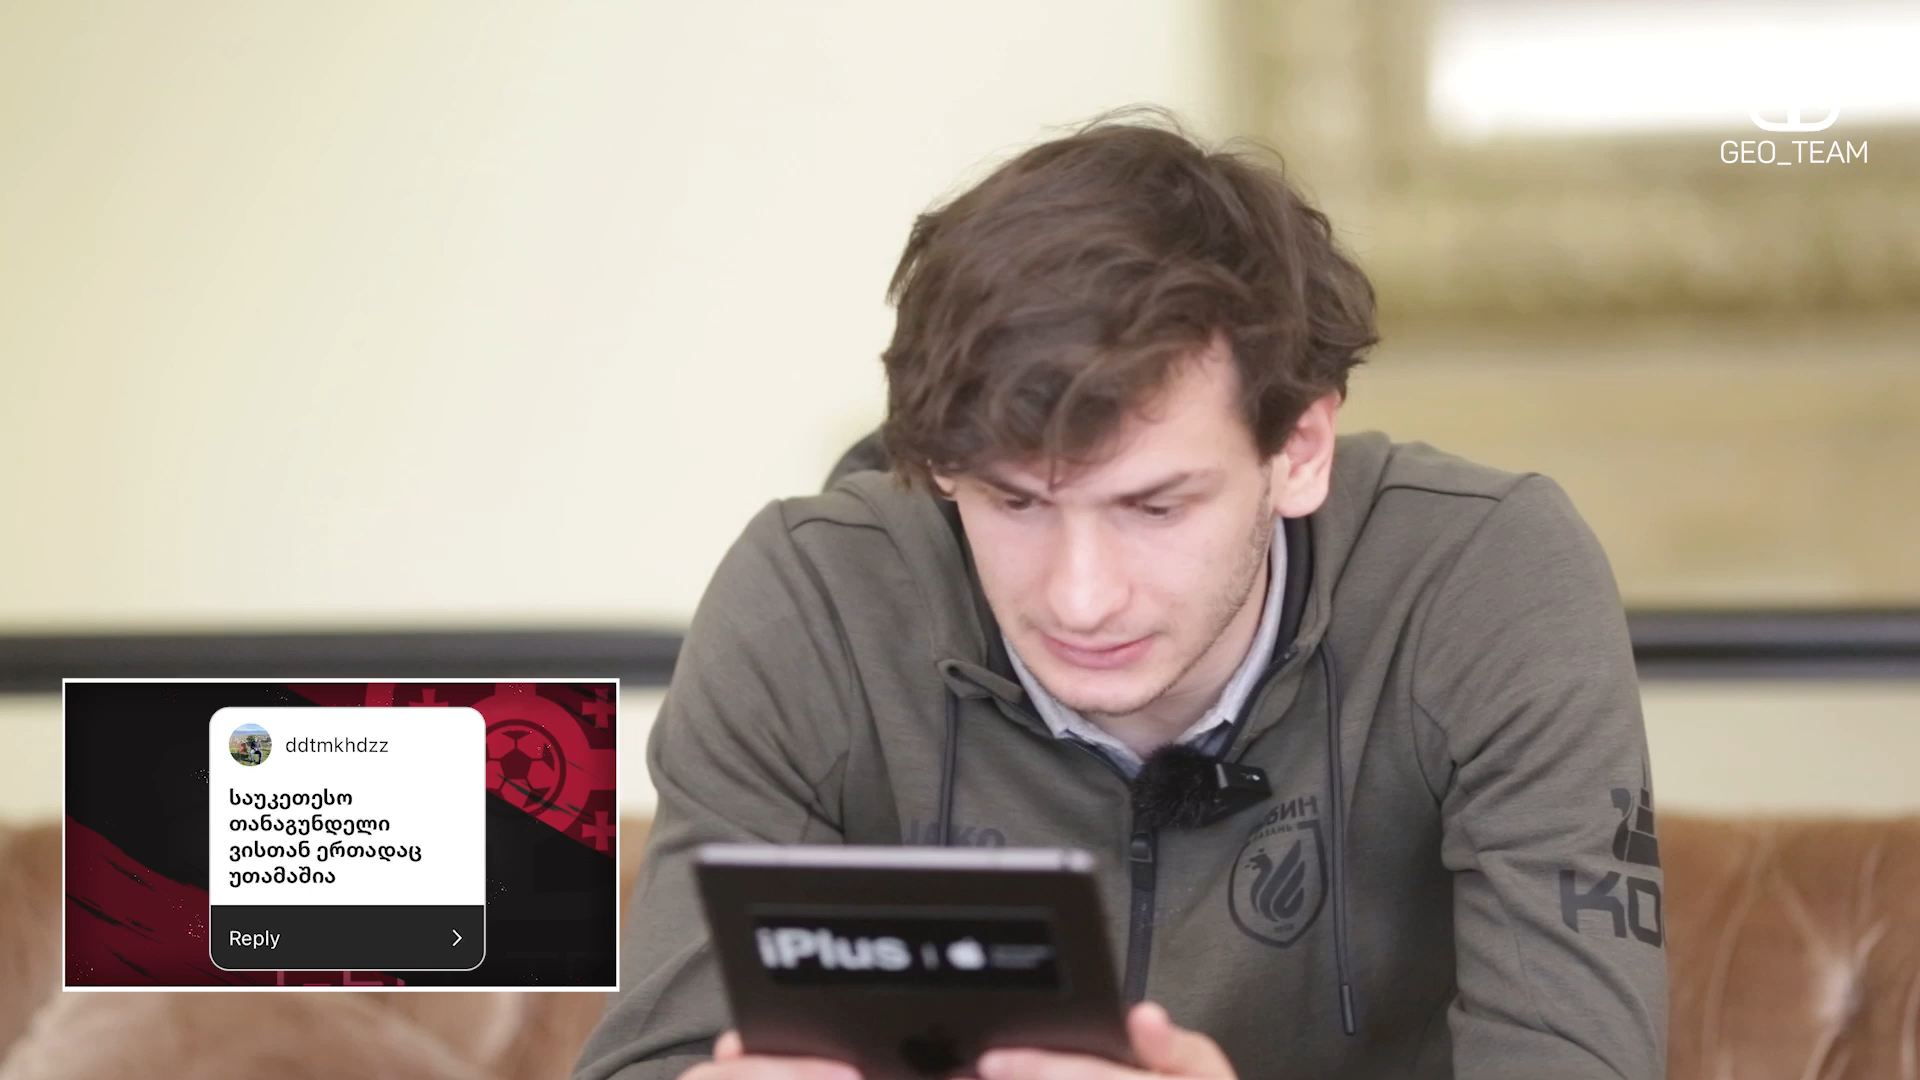 GEO_TEAM
ddtmkhdzz
საუკეთესო
თანაგუნდელი
ვისთან ერთადაც
უთამაშია
Reply
iPlus